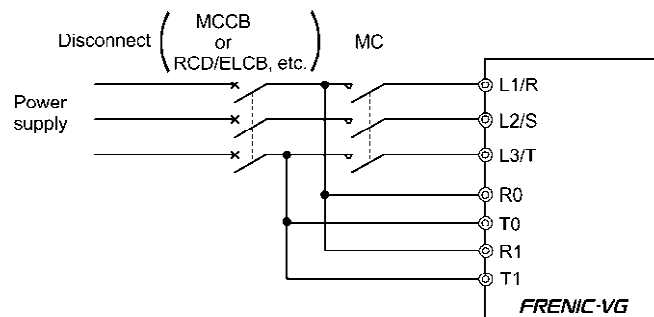 Disconnect
MCCB
or
RCD/ELCB, etc.
MC
Power
supply
L1/R
L2/S
L3/T
R0
T0
R1
T1
FRENIC-VG